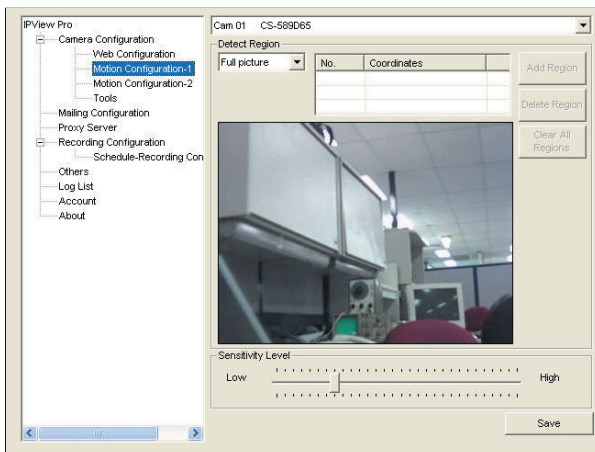 IPView Pro
Camera Configuration
Web Configuration
Motion Configuration-1
Motion Configuration-2
Tools
Mailing Configuration
Proxy Server
Recording Configuration
Schedule-Recording Con
Others
Log List
Account
About
Cam 01 CS-589D65
Detect Region
Full picture
No. Coordinates
Add Region
Delete Region
Clear All
Regions
Sensitivity Level
Low High
Save